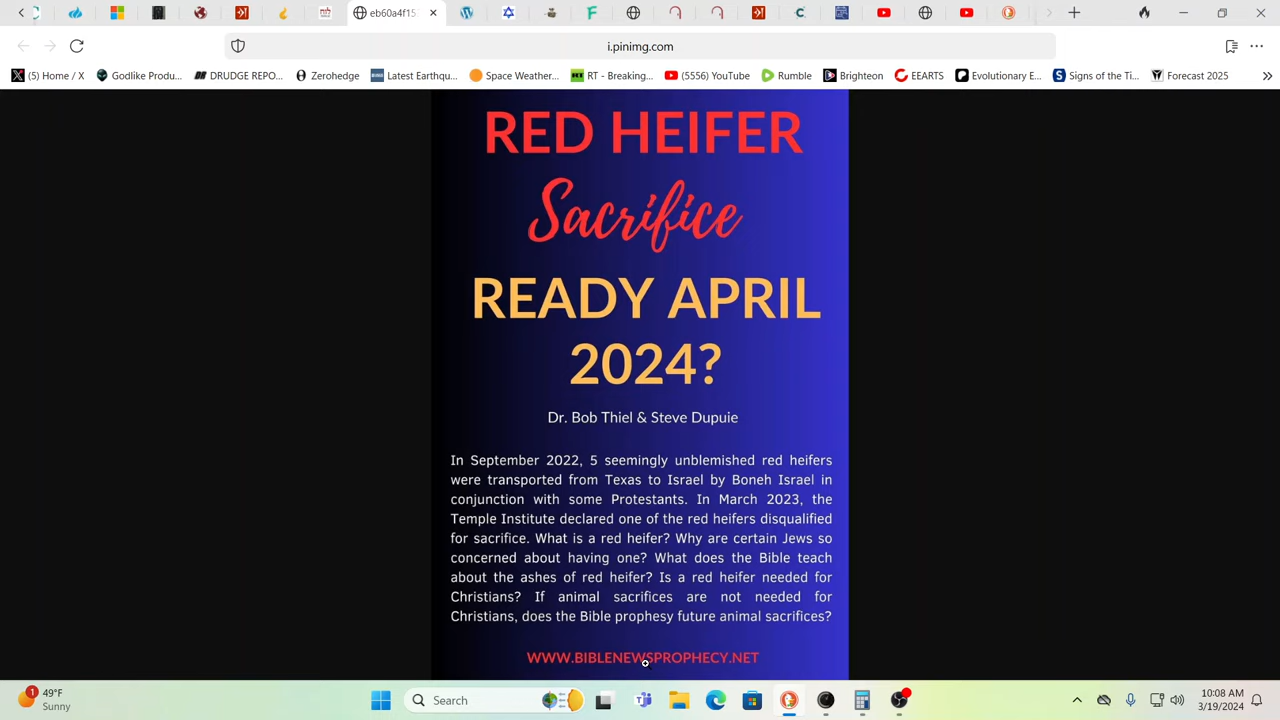 eb60a4f15
i.pinimg.com
(5) Home / X
Godlike Produ...
DRUDGE REPO...
Zerohedge
Latest Earthqu...
Space Weather...
RT - Breaking...
(5556) YouTube
Rumble
Brighteon
EEARTS
Evolutionary E...
Signs of the Ti...
Forecast 2025
RED HEIFER
Sacrifice
READY APRIL
2024?
Dr. Bob Thiel & Steve Dupuie
In September 2022, 5 seemingly unblemished red heifers
were transported from Texas to Israel by Boneh Israel in
conjunction with some Protestants. In March 2023, the
Temple Institute declared one of the red heifers disqualified
for sacrifice. What is a red heifer? Why are certain Jews so
concerned about having one? What does the Bible teach
about the ashes of red heifer? Is a red heifer needed for
Christians? If animal sacrifices are not needed for
Christians, does the Bible prophesy future animal sacrifices?
WWW.BIBLENEWSPROPHECY.NET
1
49°F
Sunny
Search
10:08 AM
3/19/2024